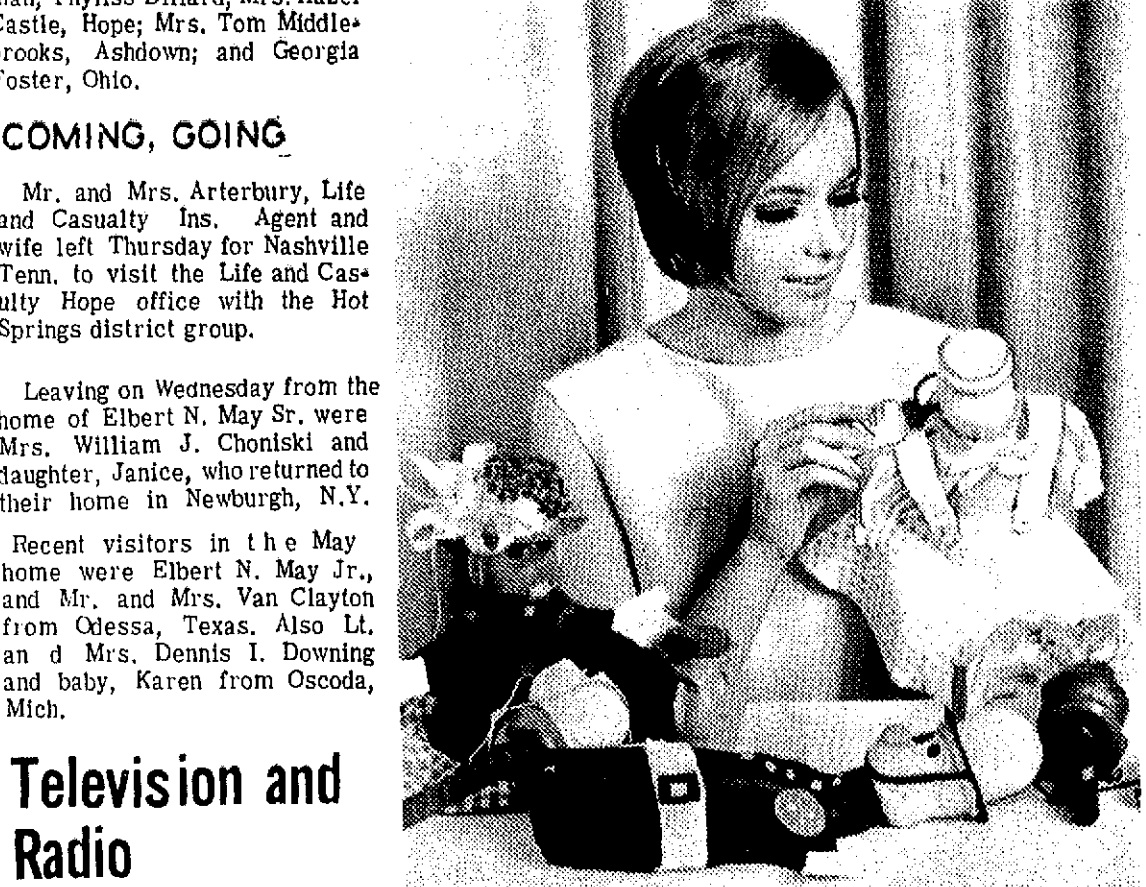 Castle, Hope; Mrs. Tom Middle-
brooks, Ashdown; and Georgia
Foster, Ohio.
COMING, GOING
Mr. and Mrs. Arterbury, Life
and Casualty Ins. Agent and
wife left Thursday for Nashville
Tenn. to visit the Life and Cas-
ulty Hope office with the Hot
Springs district group.
Leaving on Wednesday from the
home of Elbert N. May Sr. were
Mrs. William J. Choniski and
daughter, Janice, who returned to
their home in Newburgh, N.Y.
Recent visitors in the May
home were Elbert N. May Jr.,
and Mr. and Mrs. Van Clayton
from Odessa, Texas. Also Lt.
an d Mrs. Dennis I. Downing
and baby, Karen from Oscoda,
Mich.
Television and
Radio